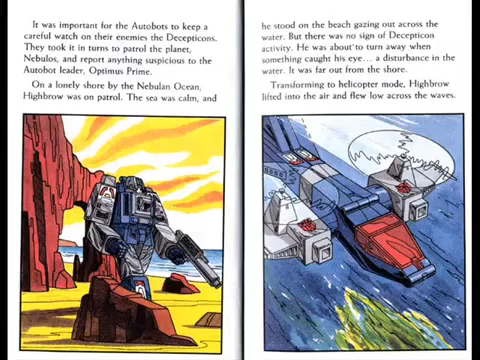 It was important for the Autobots to keep a
careful watch on their enemies the Decepticons.
They took it in turns to patrol the planet,
Nebulos, and report anything suspicious to the
Autobot leader, Optimus Prime.
On a lonely shore by the Nebulan Ocean,
Highbrow was on patrol. The sea was calm, and
he stood on the beach gazing out across the
water. But there was no sign of Decepticon
activity. He was about to turn away when
something caught his eye... a disturbance in the
water. It was far out from the shore.
Transforming to helicopter mode, Highbrow
lifted into the air and flew low across the waves.